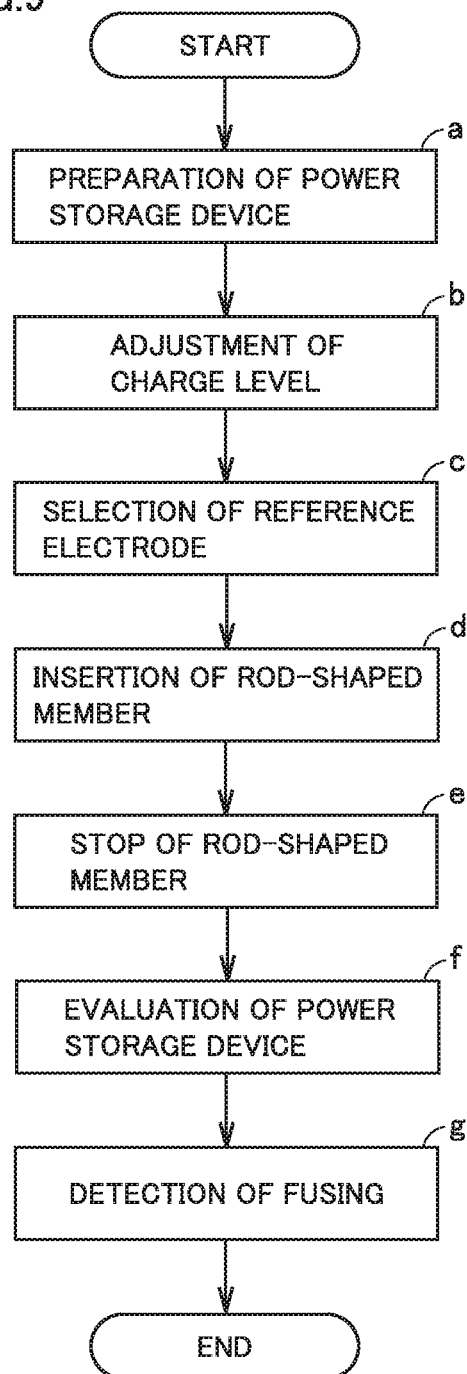 START
a
PREPARATION OF POWER
STORAGE DEVICE
b
ADJUSTMENT OF
CHARGE LEVEL
c
SELECTION OF REFERENCE
ELECTRODE
d
INSERTION OF ROD-SHAPED
MEMBER
e
STOP OF ROD-SHAPED
MEMBER
f
EVALUATION OF POWER
STORAGE DEVICE
g
DETECTION OF FUSING
END